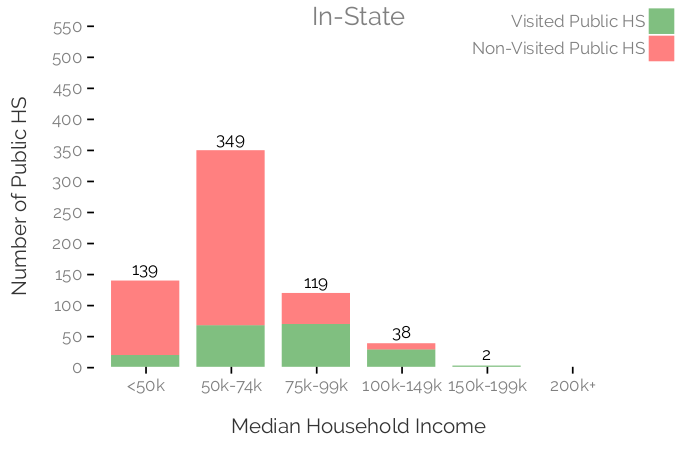 In-State
Visited Public HS
Non-Visited Public HS
Number of Public HS
550
500
450
400
350
300
250
200
150
100
50
0
139
349
119
38
2
<50k
50k-74k
75k-99k
100k-149k
150k-199k
200k+
Median Household Income